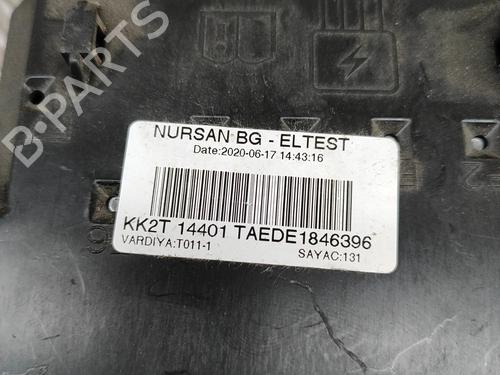 B-PARTS
NURSAN BG - ELTEST
Date:2020-06-17 14:43:16
KK2T 14401 TAEDE1846396
VARDIYA:T011-1
SAYAC:131